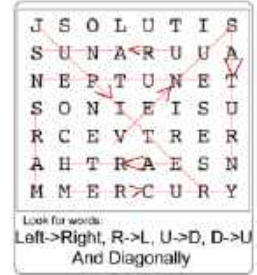 J S O L U T I S
S U N A R U U A
N E P T U N E T
S O N I E I S U
R C E V T R E R
A H T R A E S N
M M E R C U R Y
Look for words:
Left->Right, R->L, U->D, D->U
And Diagonally